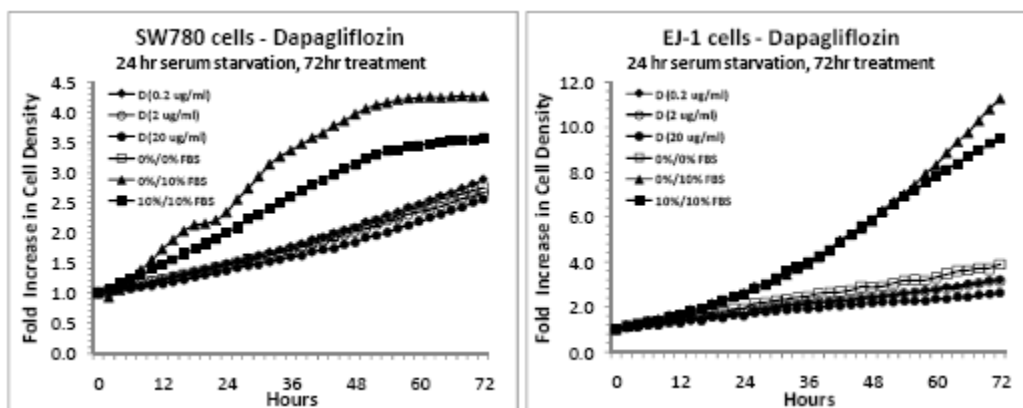 SW780 cells - Dapagliflozin
24 hr serum starvation, 72hr treatment
Fold Increase in Cell Density
4.5
4.0
3.5
3.0
2.5
2.0
1.5
1.0
0.5
0.0
D(0.2 ug/ml)
D(2 ug/ml)
D(20 ug/ml)
0%/0% FBS
0%/10% FBS
10%/10% FBS
0 12 24 36 48 60 72
Hours
EJ-1 cells - Dapagliflozin
24 hr serum starvation, 72hr treatment
Fold Increase in Cell Density
12.0
10.0
8.0
6.0
4.0
2.0
0.0
D(0.2 ug/ml)
D(2 ug/ml)
D(20 ug/ml)
0%/0% FBS
0%/10% FBS
10%/10% FBS
0 12 24 36 48 60 72
Hours